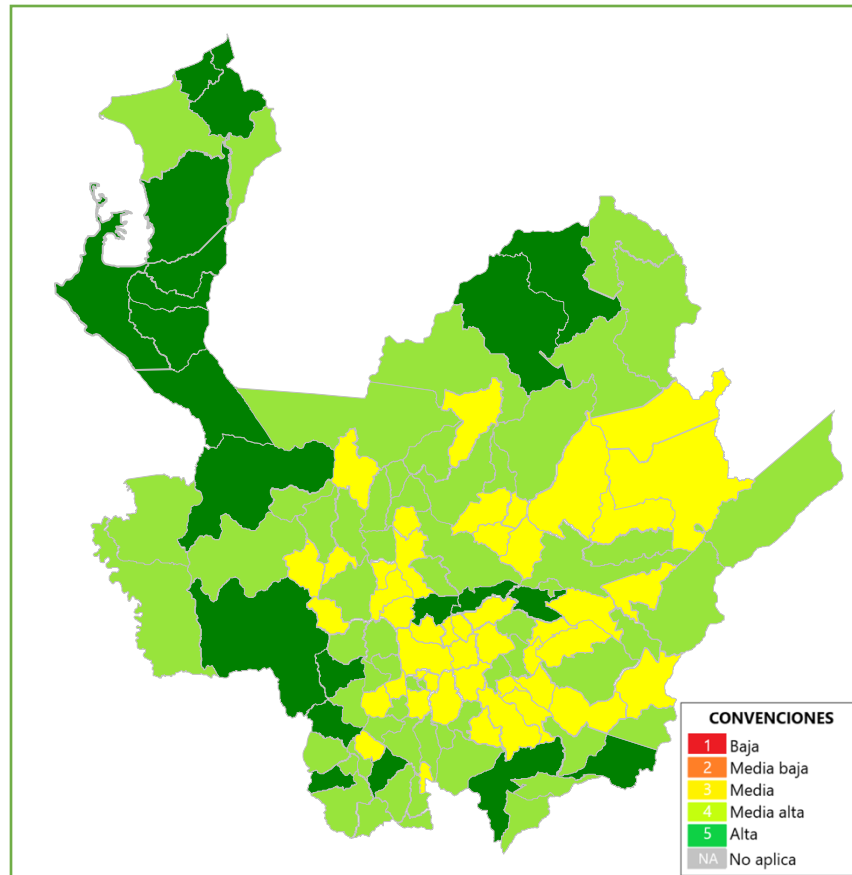 CONVENCIONES
1 Baja
2 Media baja
3 Media
4 Media alta
5 Alta
NA No aplica